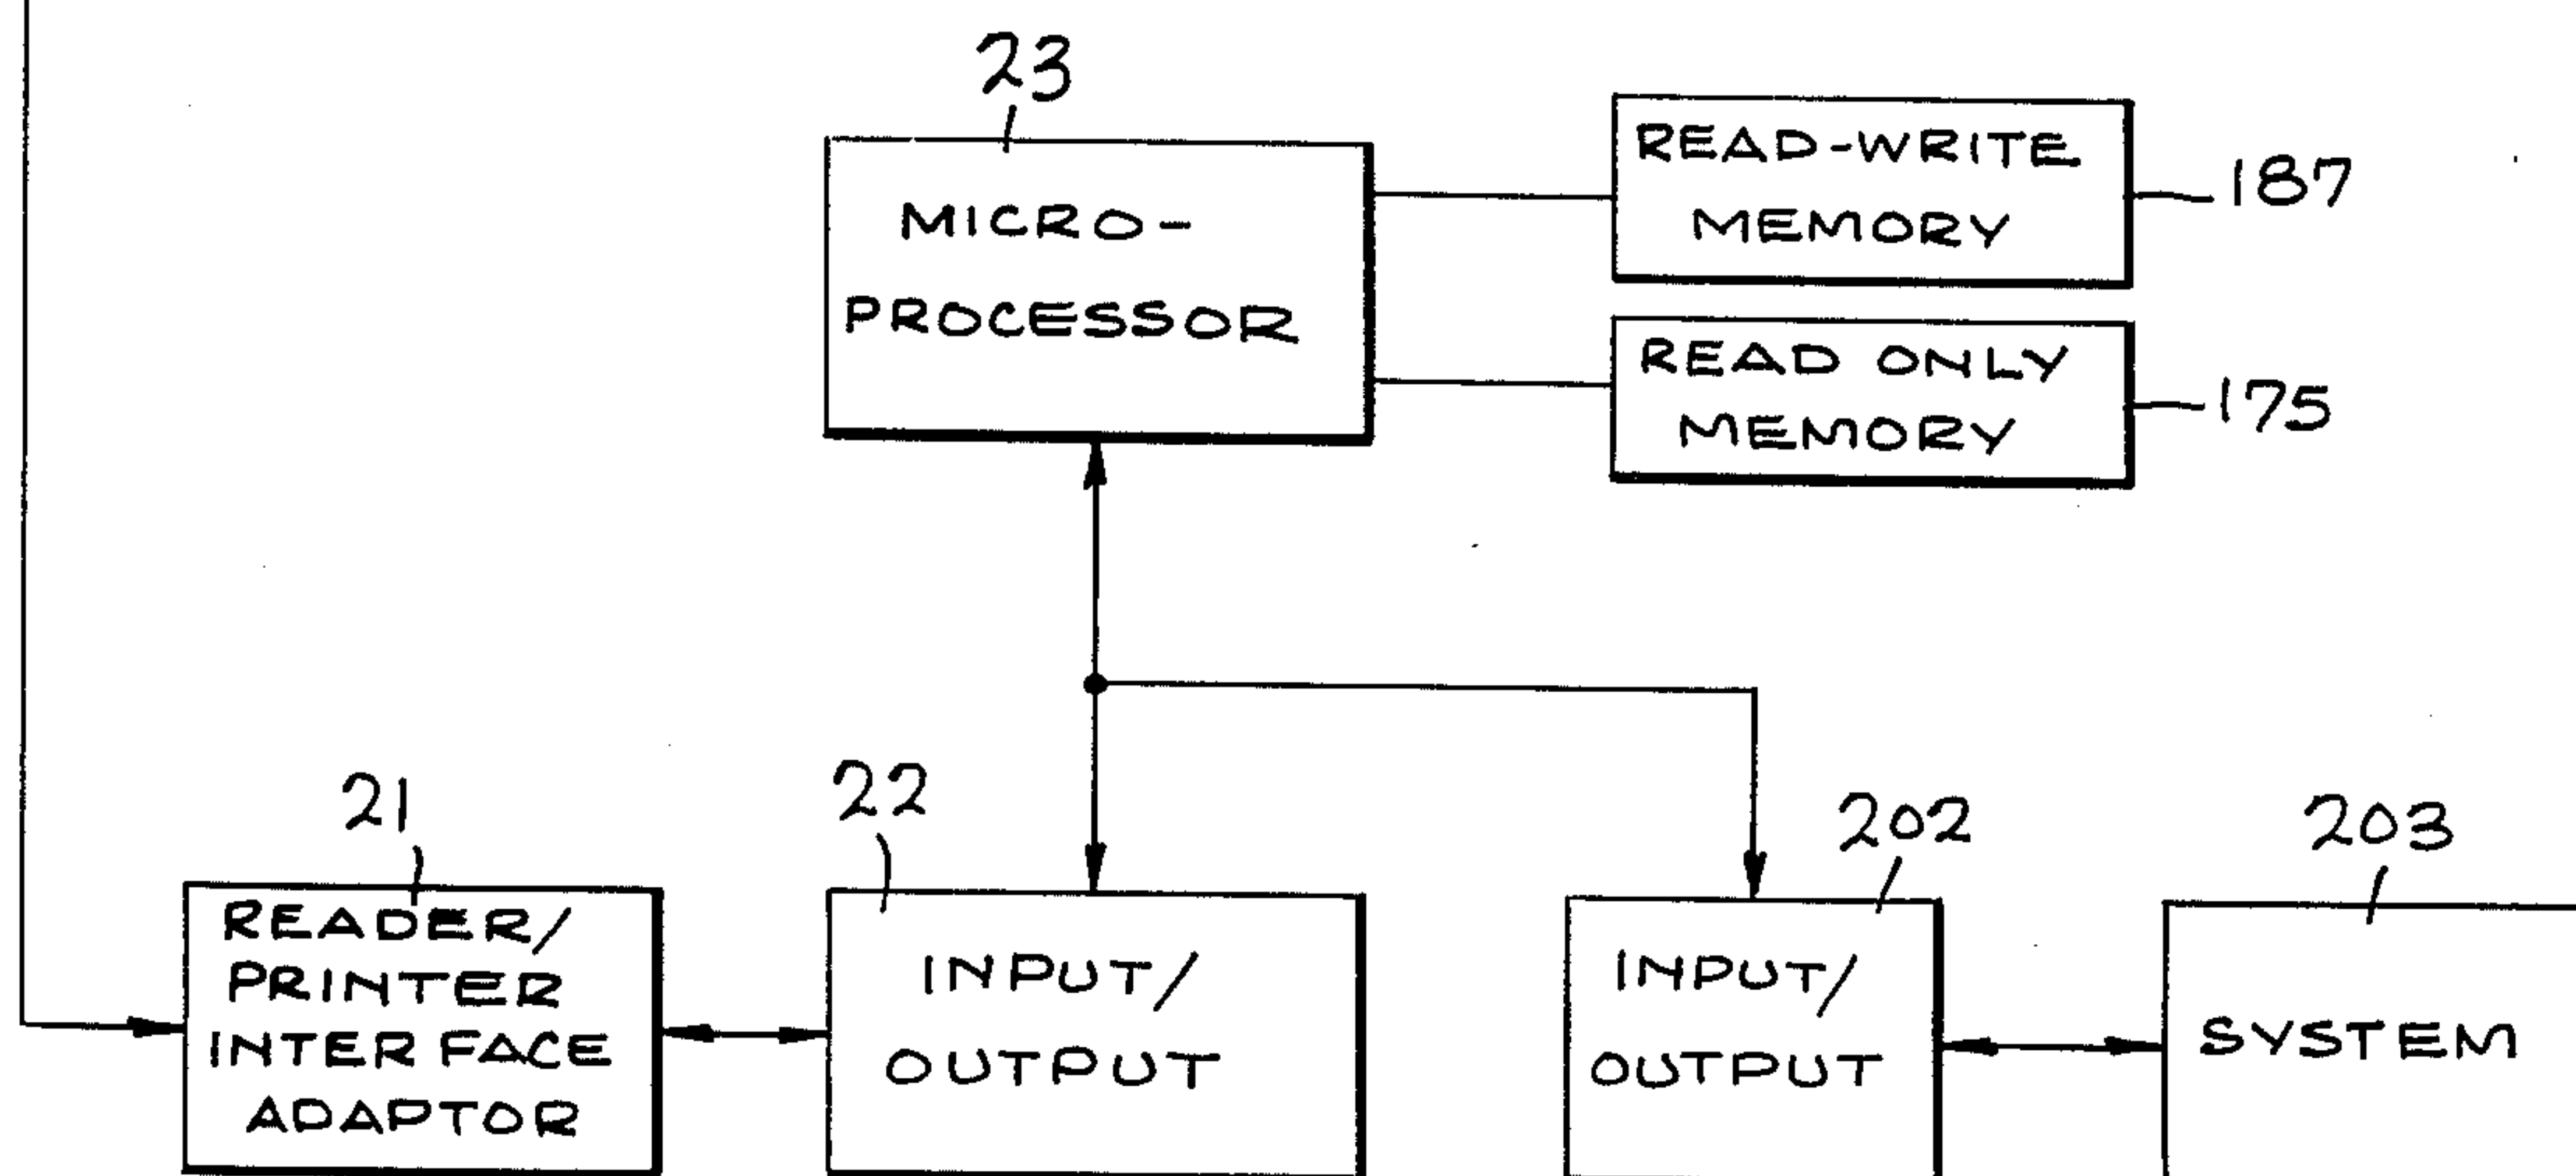 23
MICRO-
PROCESSOR
READ-WRITE
MEMORY
187
READ ONLY
MEMORY
175
21
READER/
PRINTER
INTERFACE
ADAPTOR
22
INPUT/
OUTPUT
202
INPUT/
OUTPUT
203
SYSTEM